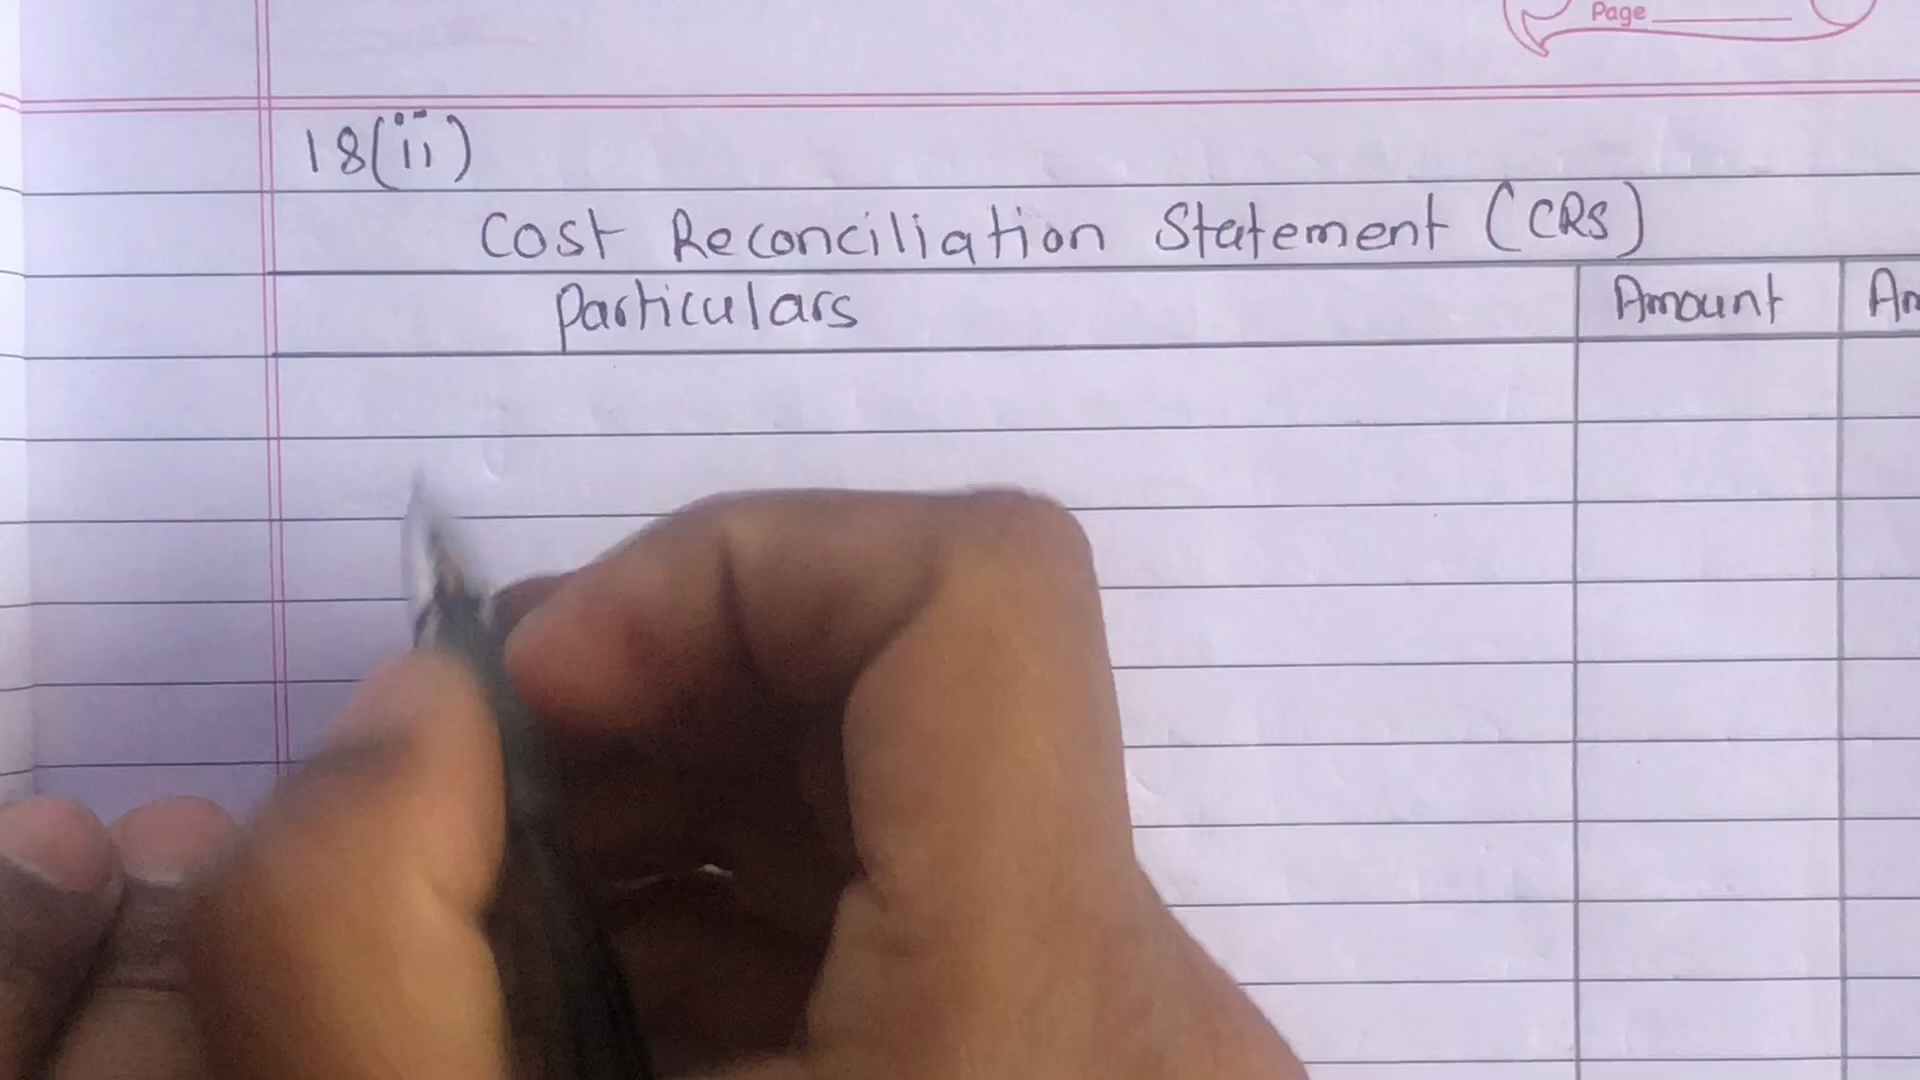 Page
18(ii)
Cost Reconciliation Statement (CRS)
Particulars Amount